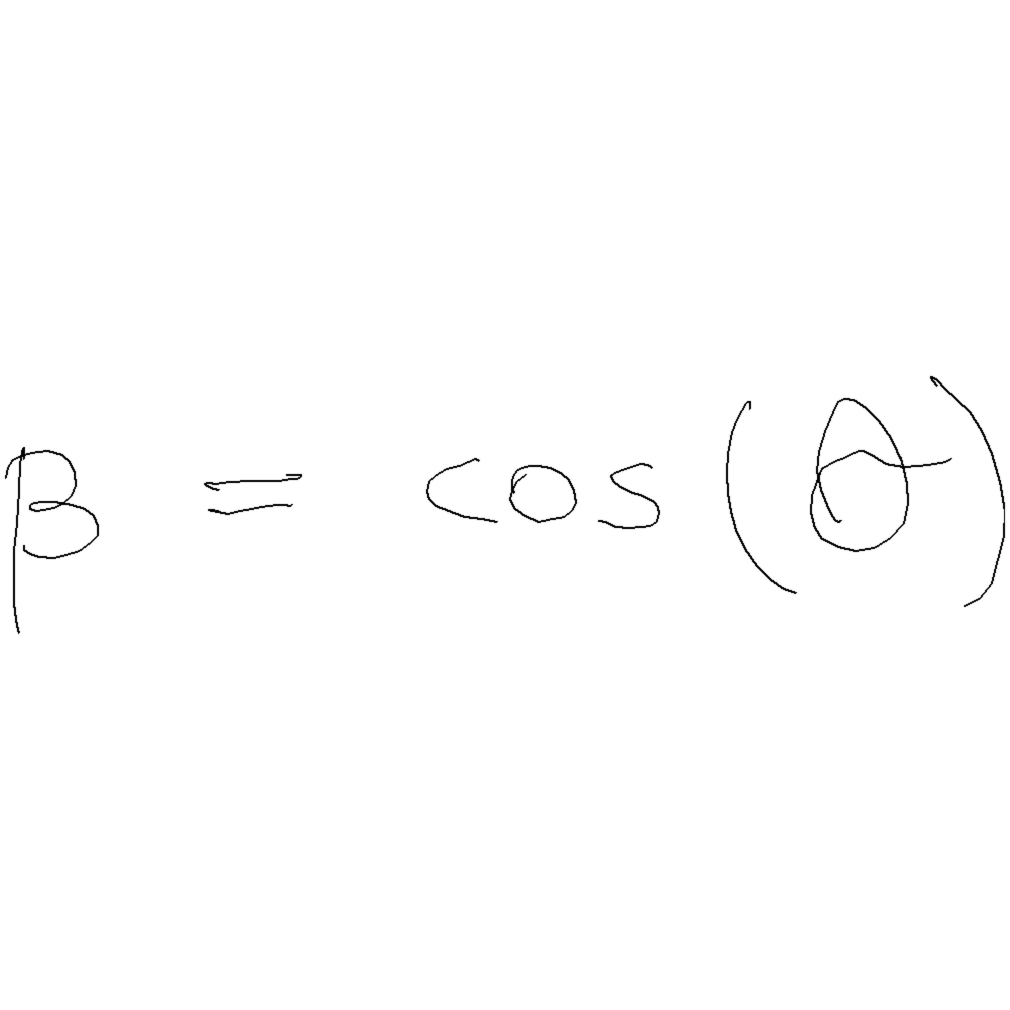 β = cos(θ)